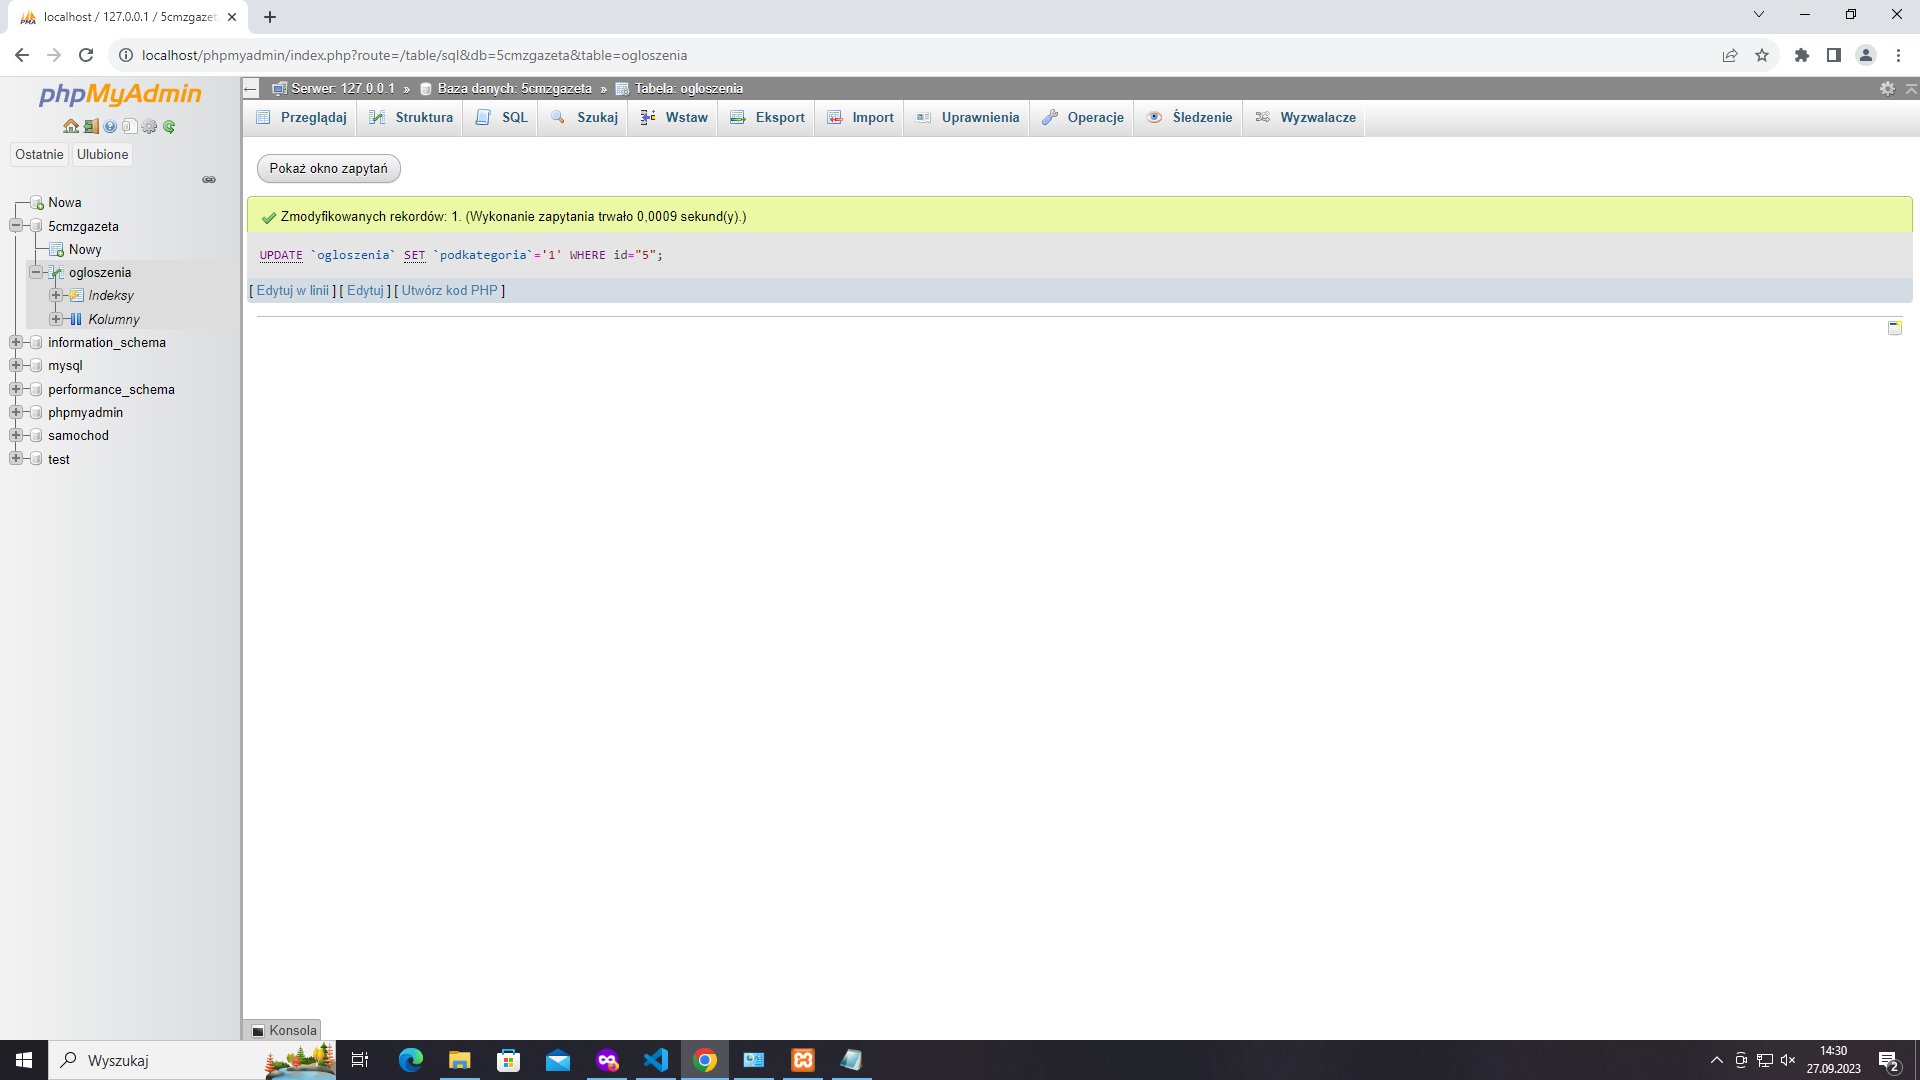 localhost / 127.0.0.1 / 5cmzgazet
localhost/phpmyadmin/index.php?route=/table/sql&db=5cmzgazeta&table=ogloszenia
phpMyAdmin
Ostatnie Ulubione
Nowa
5cmzgazeta
Nowy
ogloszenia
Indeksy
Kolumny
information_schema
mysql
performance_schema
phpmyadmin
samochod
test
Serwer: 127.0.0.1 » Baza danych: 5cmzgazeta » Tabela: ogloszenia
Przeglądaj Struktura SQL Szukaj Wstaw Eksport Import Uprawnienia Operacje Śledzenie Wyzwalacze
Pokaż okno zapytań
Zmodyfikowanych rekordów: 1. (Wykonanie zapytania trwało 0,0009 sekund(y).)
UPDATE `ogloszenia` SET `podkategoria`='1' WHERE id="5";
[ Edytuj w linii ] [ Edytuj ] [ Utwórz kod PHP ]
Konsola
Wyszukaj
14:30
27.09.2023
2